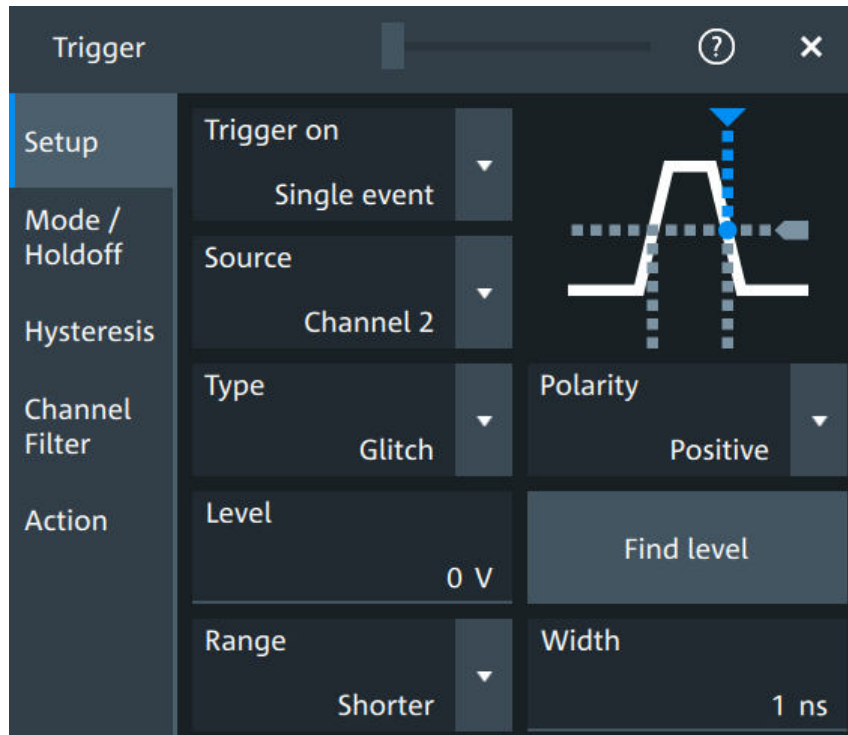 Trigger
?
×
Setup
Mode /
Holdoff
Hysteresis
Channel
Filter
Action
Trigger on
Single event
Source
Channel 2
Type
Glitch
Polarity
Positive
Level
0 V
Find level
Range
Shorter
Width
1 ns